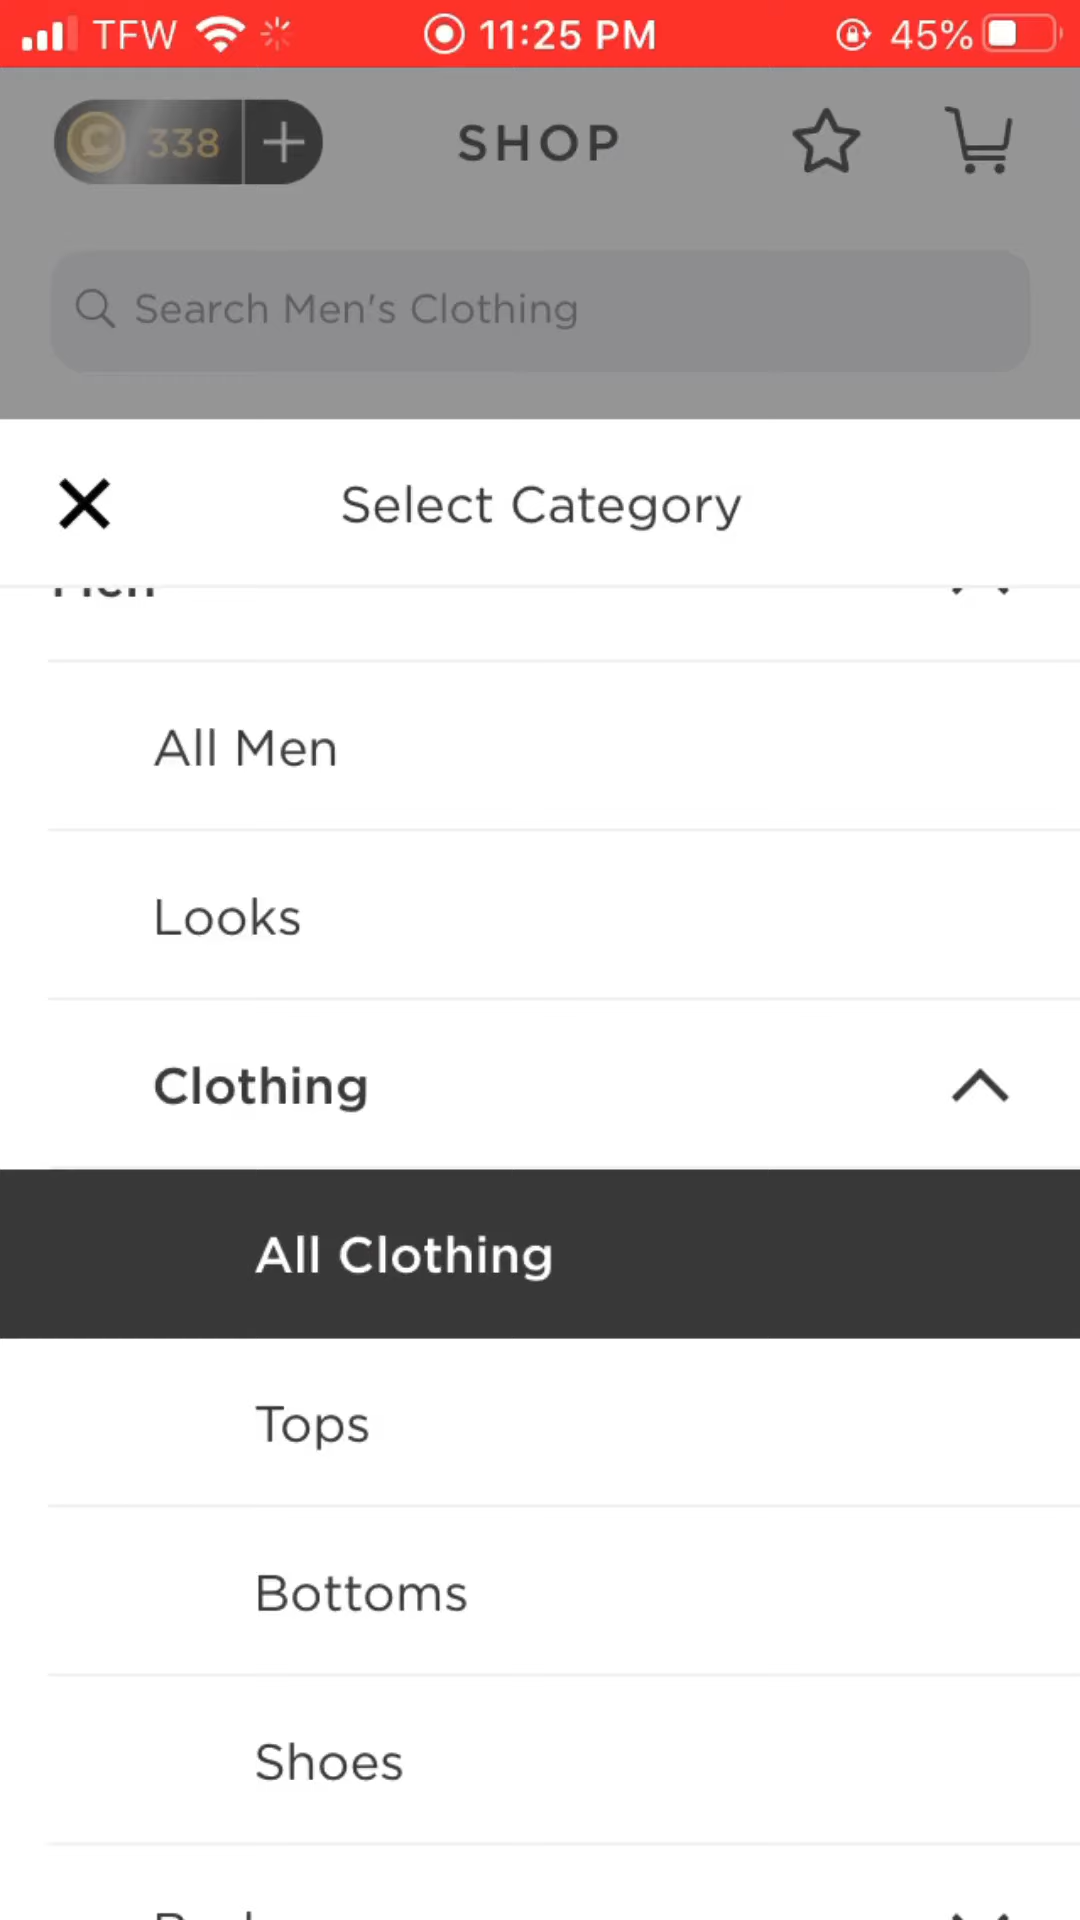 TFW 11:25 PM 45%
338 + SHOP
Search Men's Clothing
Select Category
Men
All Men
Looks
Clothing
All Clothing
Tops
Bottoms
Shoes